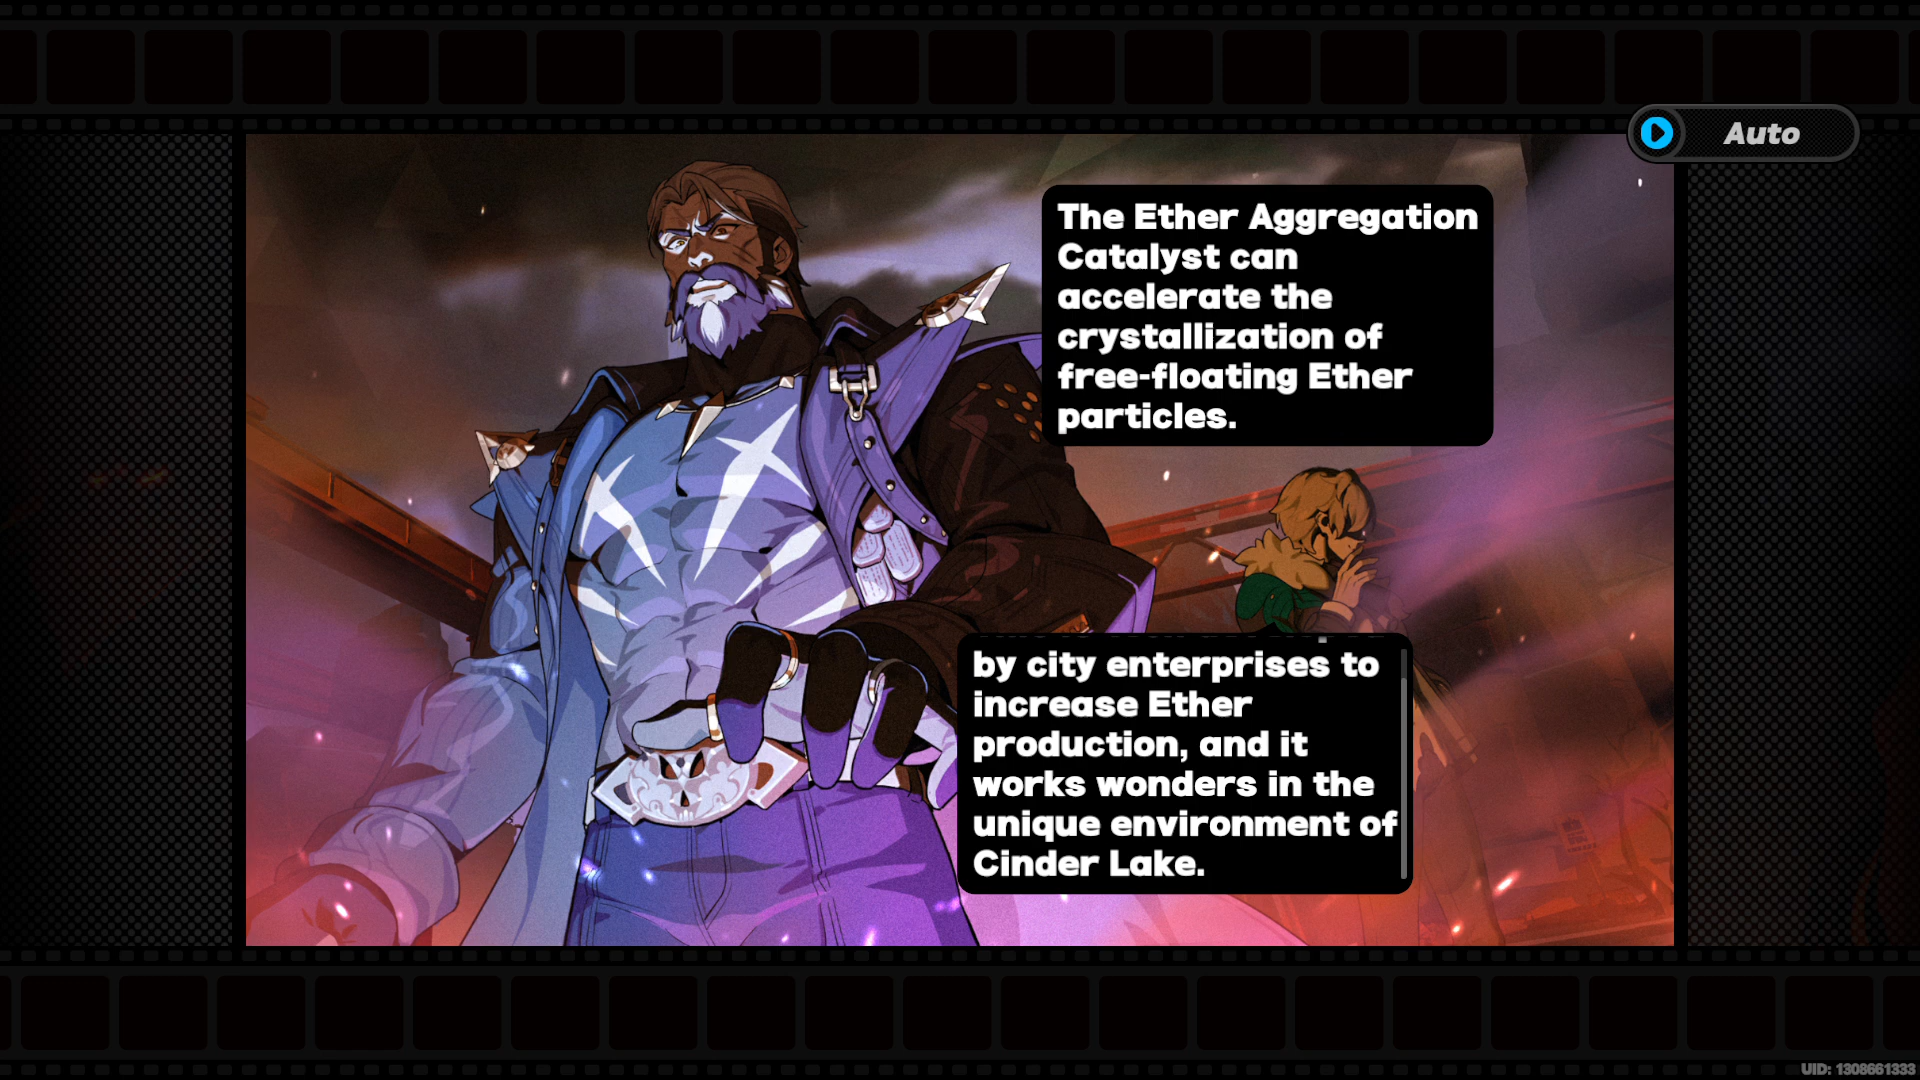 Auto
The Ether Aggregation
Catalyst can
accelerate the
crystallization of
free-floating Ether
particles.
by city enterprises to
increase Ether
production, and it
works wonders in the
unique environment of
Cinder Lake.
UID: 1308661333